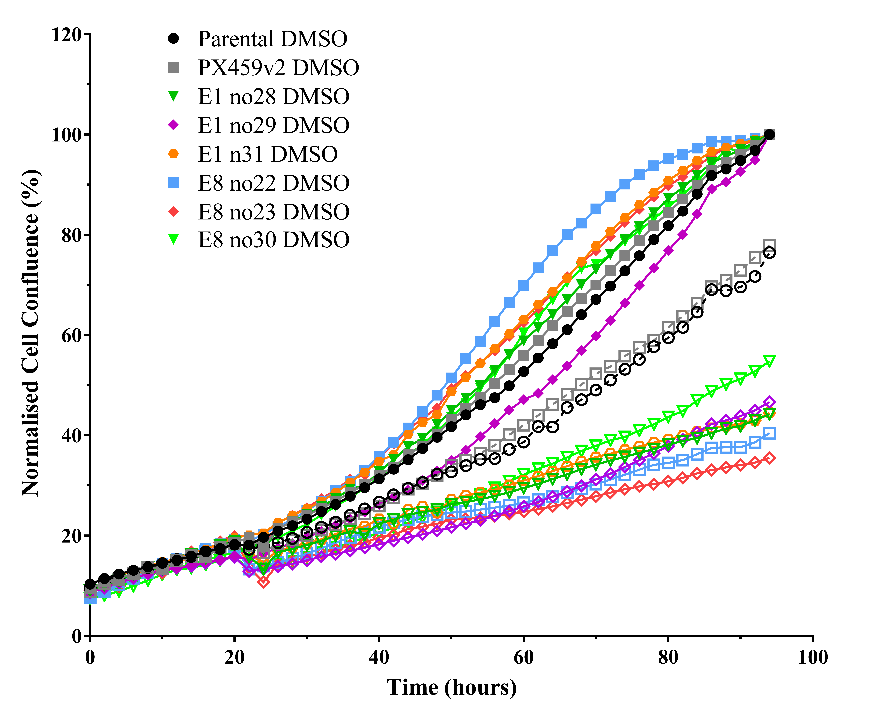 120
Parental DMSO
PX459v2 DMSO
E1 no28 DMSO
100
E1 no29 DMSO
E1 n31 DMSO
E8 no22 DMSO
E8 no23 DMSO
80
E8 no30 DMSO
60
40
20
0
Normalised Cell Confluence (%)
0 20 40 60 80 100
Time (hours)